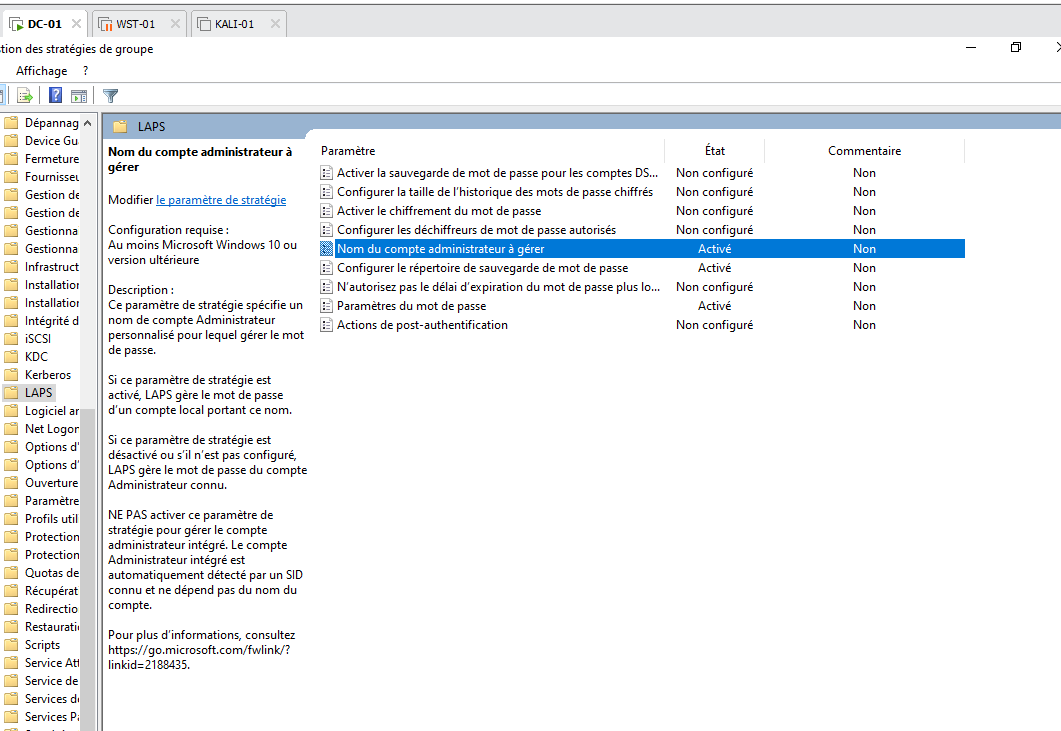 DC-01
WST-01
KALI-01
tion des stratégies de groupe
Affichage ?
Dépannag
Device Gu
Fermeture
Fournisseu
Gestion de
Gestion de
Gestionna
Gestionna
Infrastruct
Installation
Installation
Intégrité d
iSCSI
KDC
Kerberos
LAPS
Logiciel an
Net Logon
Options d'
Options d'
Ouverture
Paramètre
Profils util
Protection
Protection
Quotas de
Récupérat
Redirectio
Restauratio
Scripts
Service Att
Service de
Services de
Services Pa
LAPS
Nom du compte administrateur à
gérer
Modifier le paramètre de stratégie
Configuration requise :
Au moins Microsoft Windows 10 ou
version ultérieure
Description :
Ce paramètre de stratégie spécifie un
nom de compte Administrateur
personnalisé pour lequel gérer le mot
de passe.
Si ce paramètre de stratégie est
activé, LAPS gère le mot de passe
d'un compte local portant ce nom.
Si ce paramètre de stratégie est
désactivé ou s'il n'est pas configuré,
LAPS gère le mot de passe du compte
Administrateur connu.
NE PAS activer ce paramètre de
stratégie pour gérer le compte
administrateur intégré. Le compte
Administrateur intégré est
automatiquement détecté par un SID
connu et ne dépend pas du nom du
compte.
Pour plus d'informations, consultez
https://go.microsoft.com/fwlink/?
linkid=2188435.
Paramètre État Commentaire
Activer la sauvegarde de mot de passe pour les comptes DS... Non configuré Non
Configurer la taille de l'historique des mots de passe chiffrés Non configuré Non
Activer le chiffrement du mot de passe Non configuré Non
Configurer les déchiffreurs de mot de passe autorisés Non configuré Non
Nom du compte administrateur à gérer Activé Non
Configurer le répertoire de sauvegarde de mot de passe Activé Non
N'autorisez pas le délai d'expiration du mot de passe plus lo... Non configuré Non
Paramètres du mot de passe Activé Non
Actions de post-authentification Non configuré Non